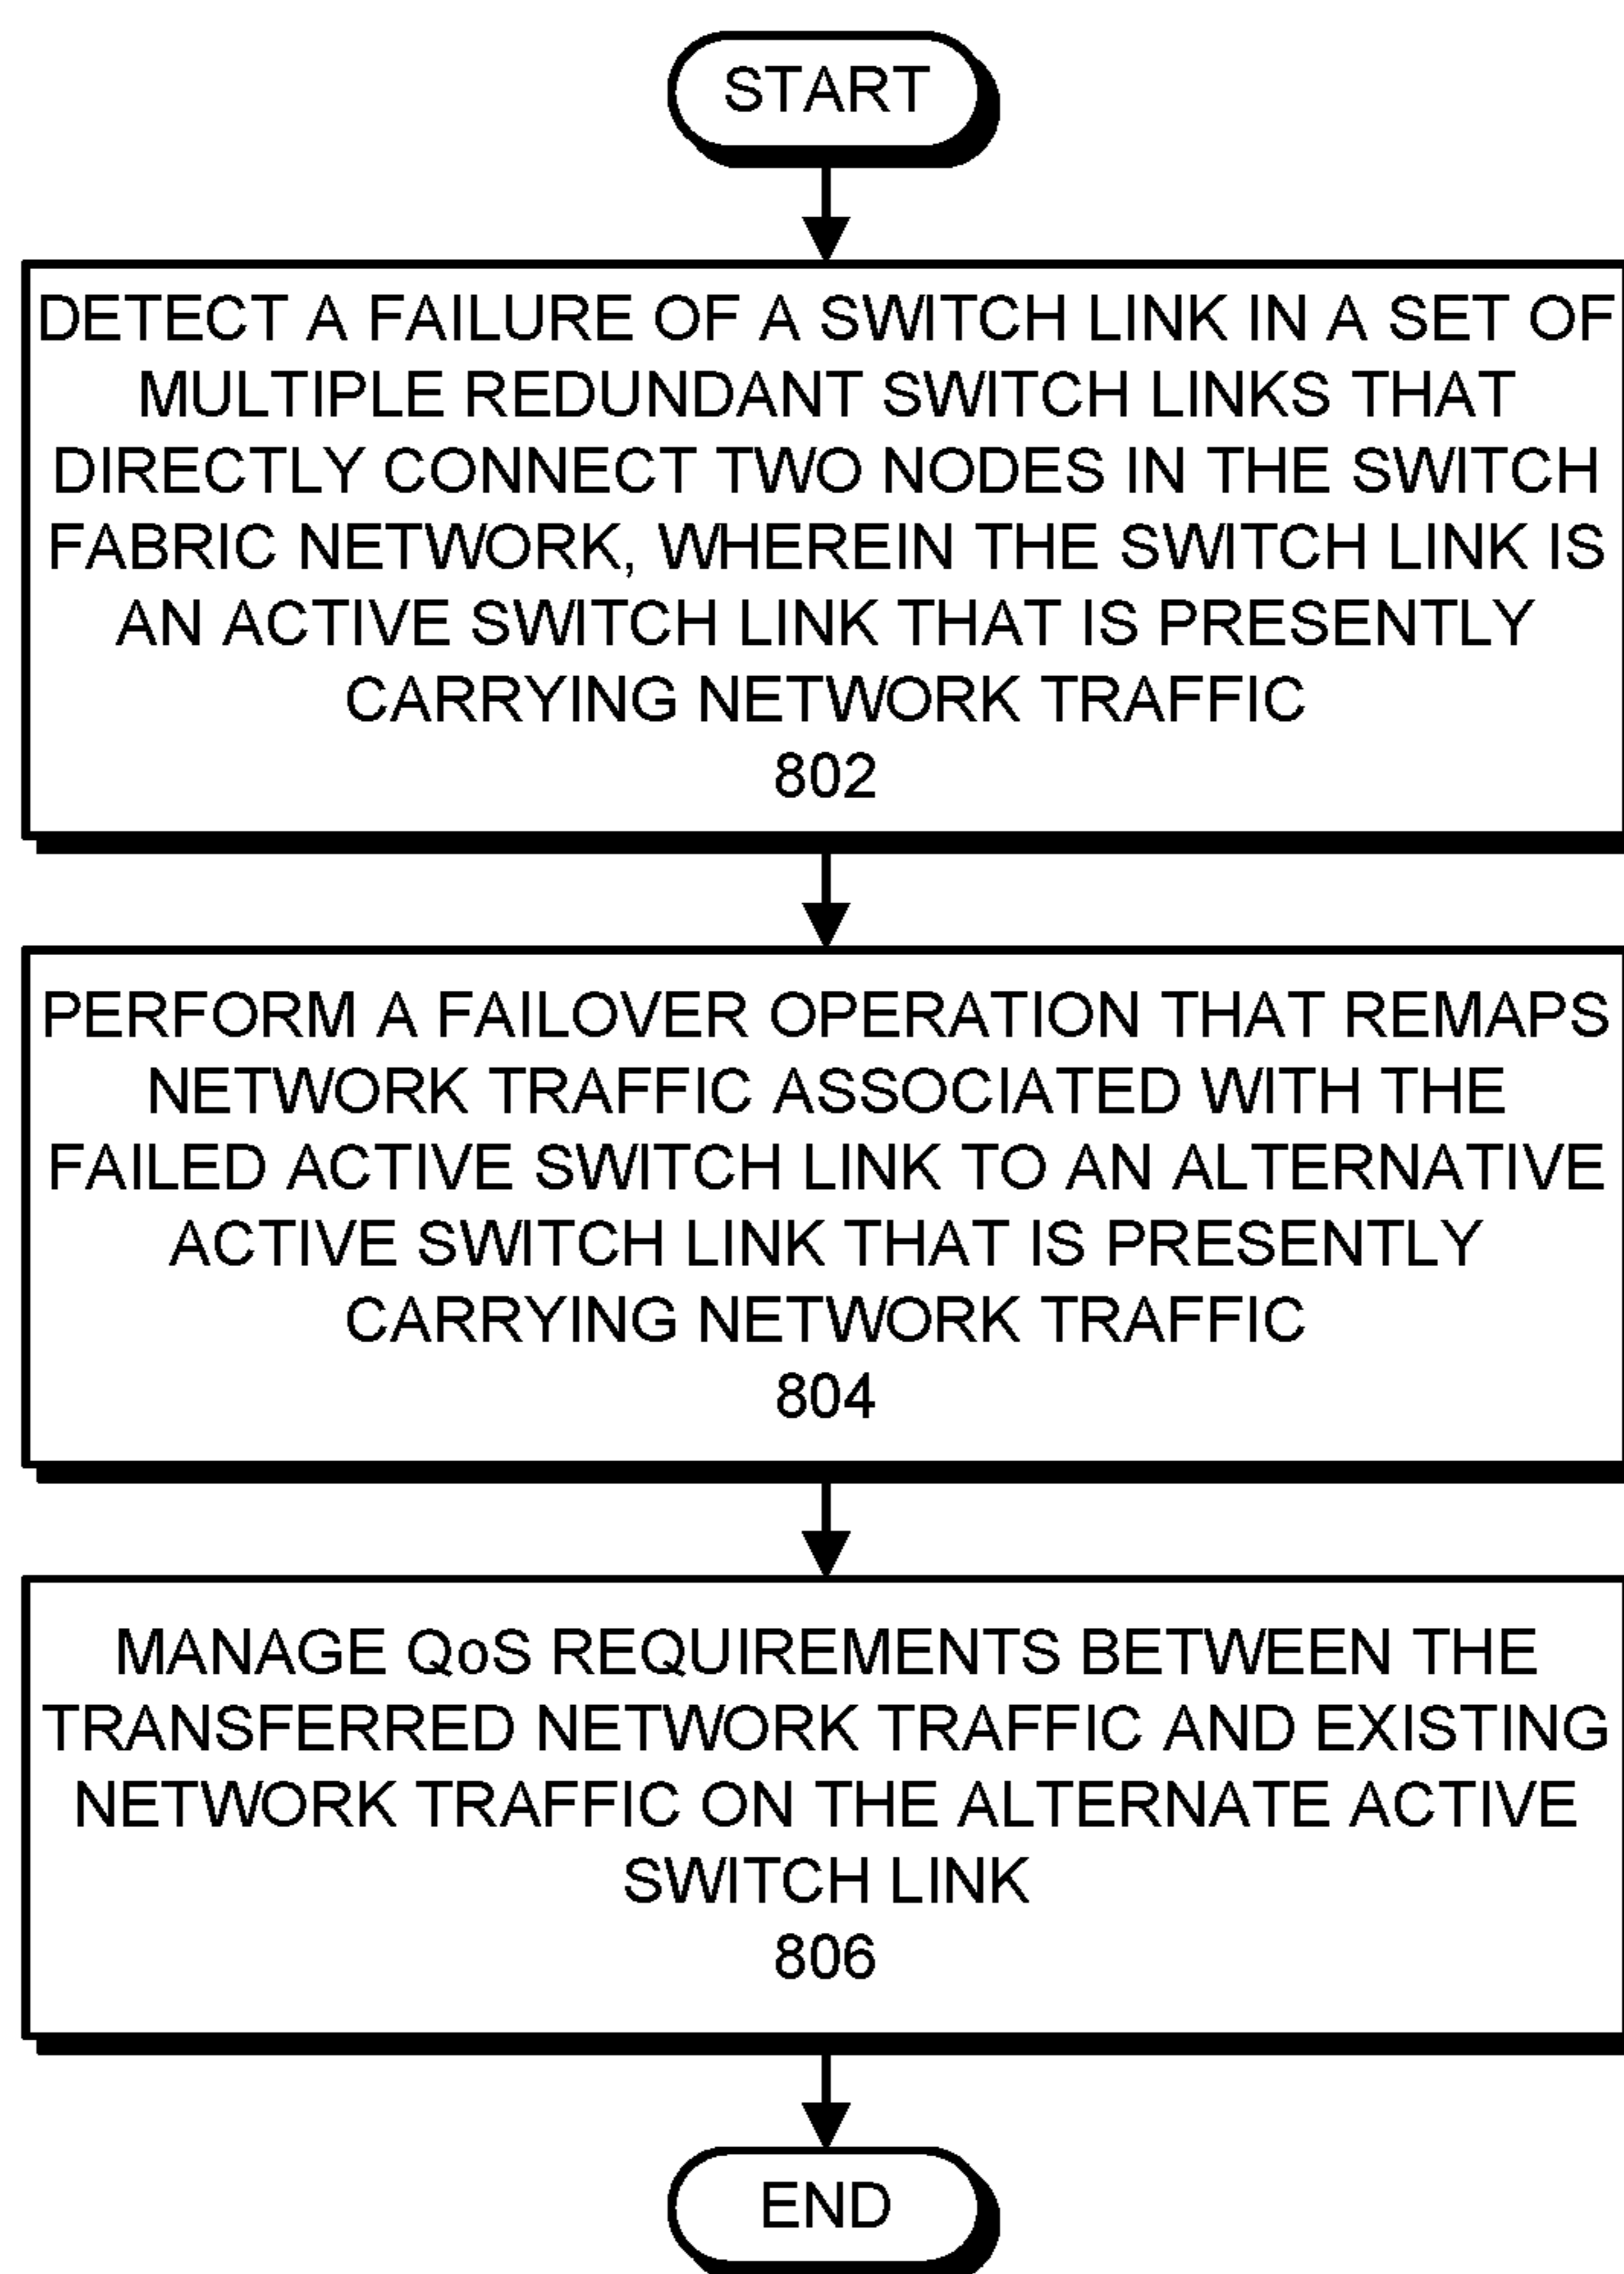 START
DETECT A FAILURE OF A SWITCH LINK IN A SET OF
MULTIPLE REDUNDANT SWITCH LINKS THAT
DIRECTLY CONNECT TWO NODES IN THE SWITCH
FABRIC NETWORK, WHEREIN THE SWITCH LINK IS
AN ACTIVE SWITCH LINK THAT IS PRESENTLY
CARRYING NETWORK TRAFFIC
802
PERFORM A FAILOVER OPERATION THAT REMAPS
NETWORK TRAFFIC ASSOCIATED WITH THE
FAILED ACTIVE SWITCH LINK TO AN ALTERNATIVE
ACTIVE SWITCH LINK THAT IS PRESENTLY
CARRYING NETWORK TRAFFIC
804
MANAGE QoS REQUIREMENTS BETWEEN THE
TRANSFERRED NETWORK TRAFFIC AND EXISTING
NETWORK TRAFFIC ON THE ALTERNATE ACTIVE
SWITCH LINK
806
END